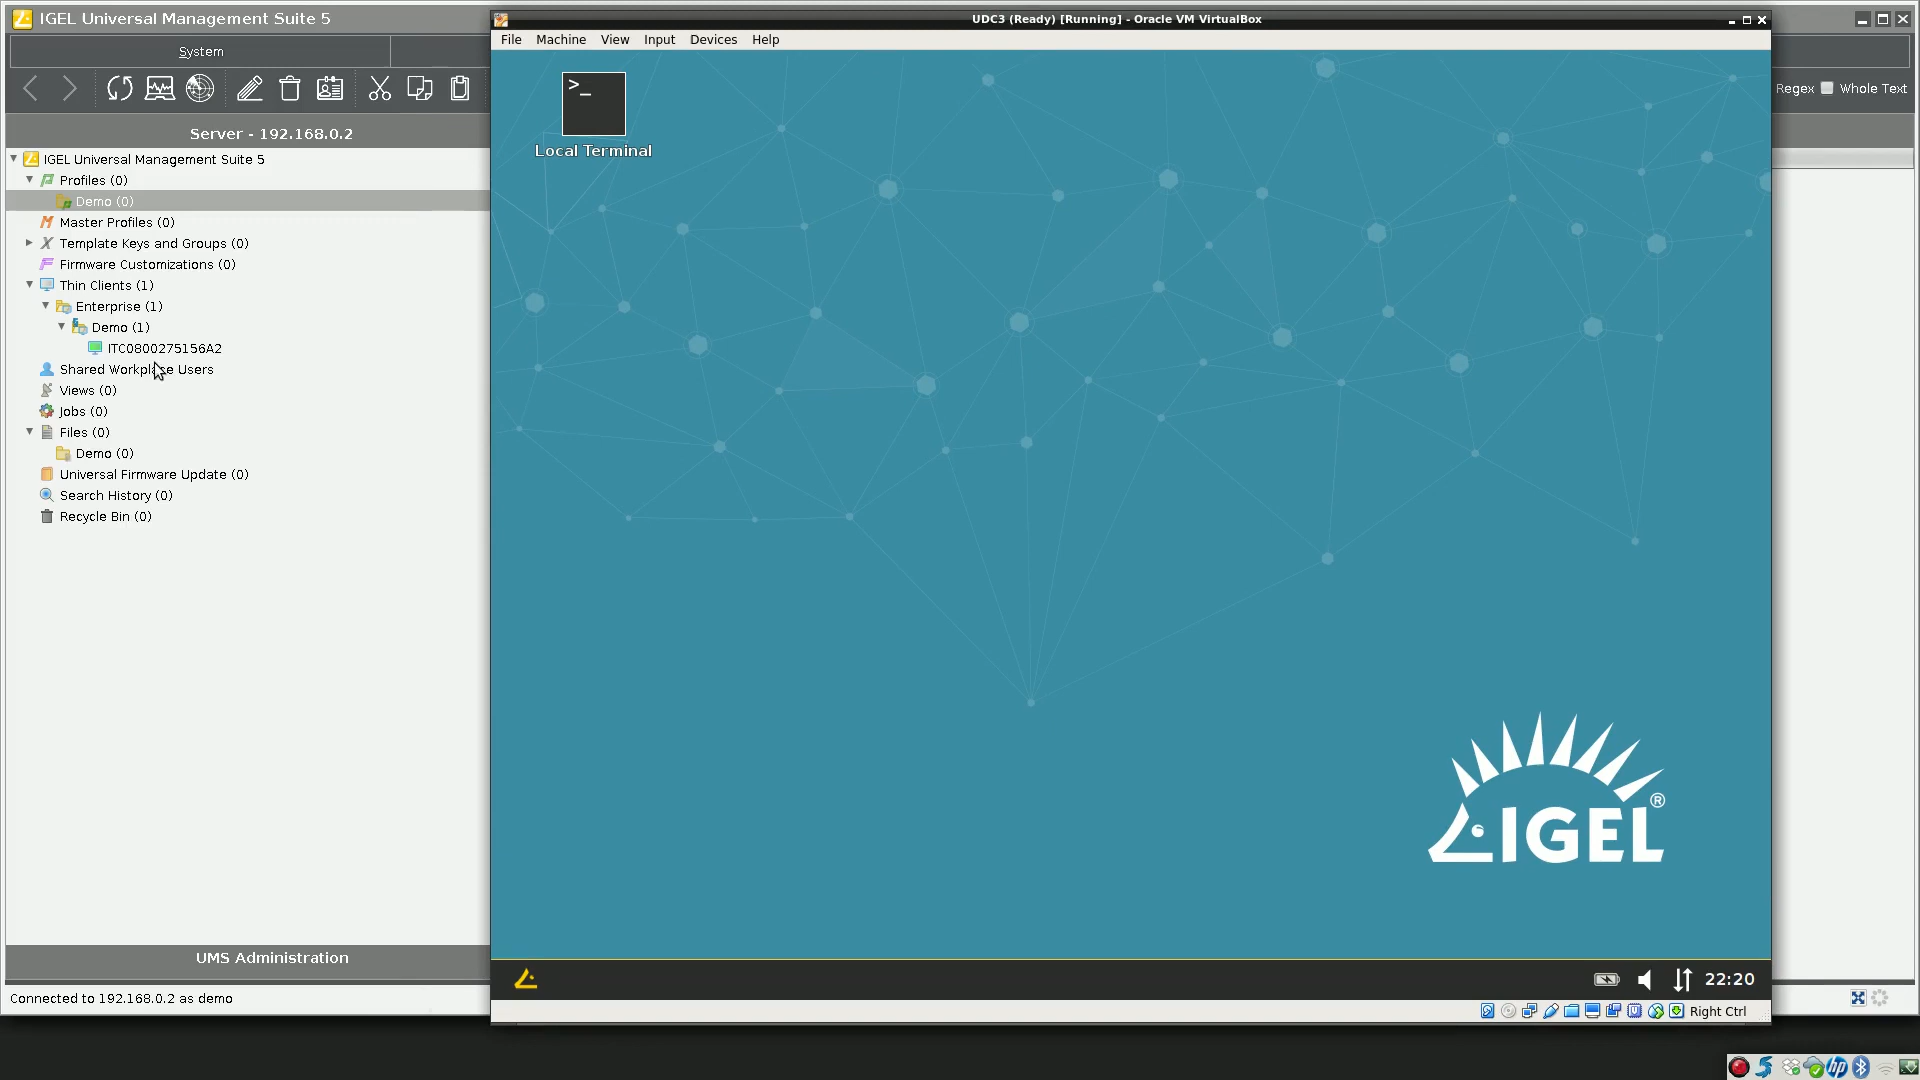 IGEL Universal Management Suite 5
System
Regex
Whole Text
Server - 192.168.0.2
IGEL Universal Management Suite 5
Profiles (0)
Demo (0)
Master Profiles (0)
Template Keys and Groups (0)
Firmware Customizations (0)
Thin Clients (1)
Enterprise (1)
Demo (1)
ITC0800275156A2
Shared Workplace Users
Views (0)
Jobs (0)
Files (0)
Demo (0)
Universal Firmware Update (0)
Search History (0)
Recycle Bin (0)
UMS Administration
Connected to 192.168.0.2 as demo
UDC3 (Ready) [Running] - Oracle VM VirtualBox
File Machine View Input Devices Help
>_
Local Terminal
IGEL®
22:20
Right Ctrl
hp